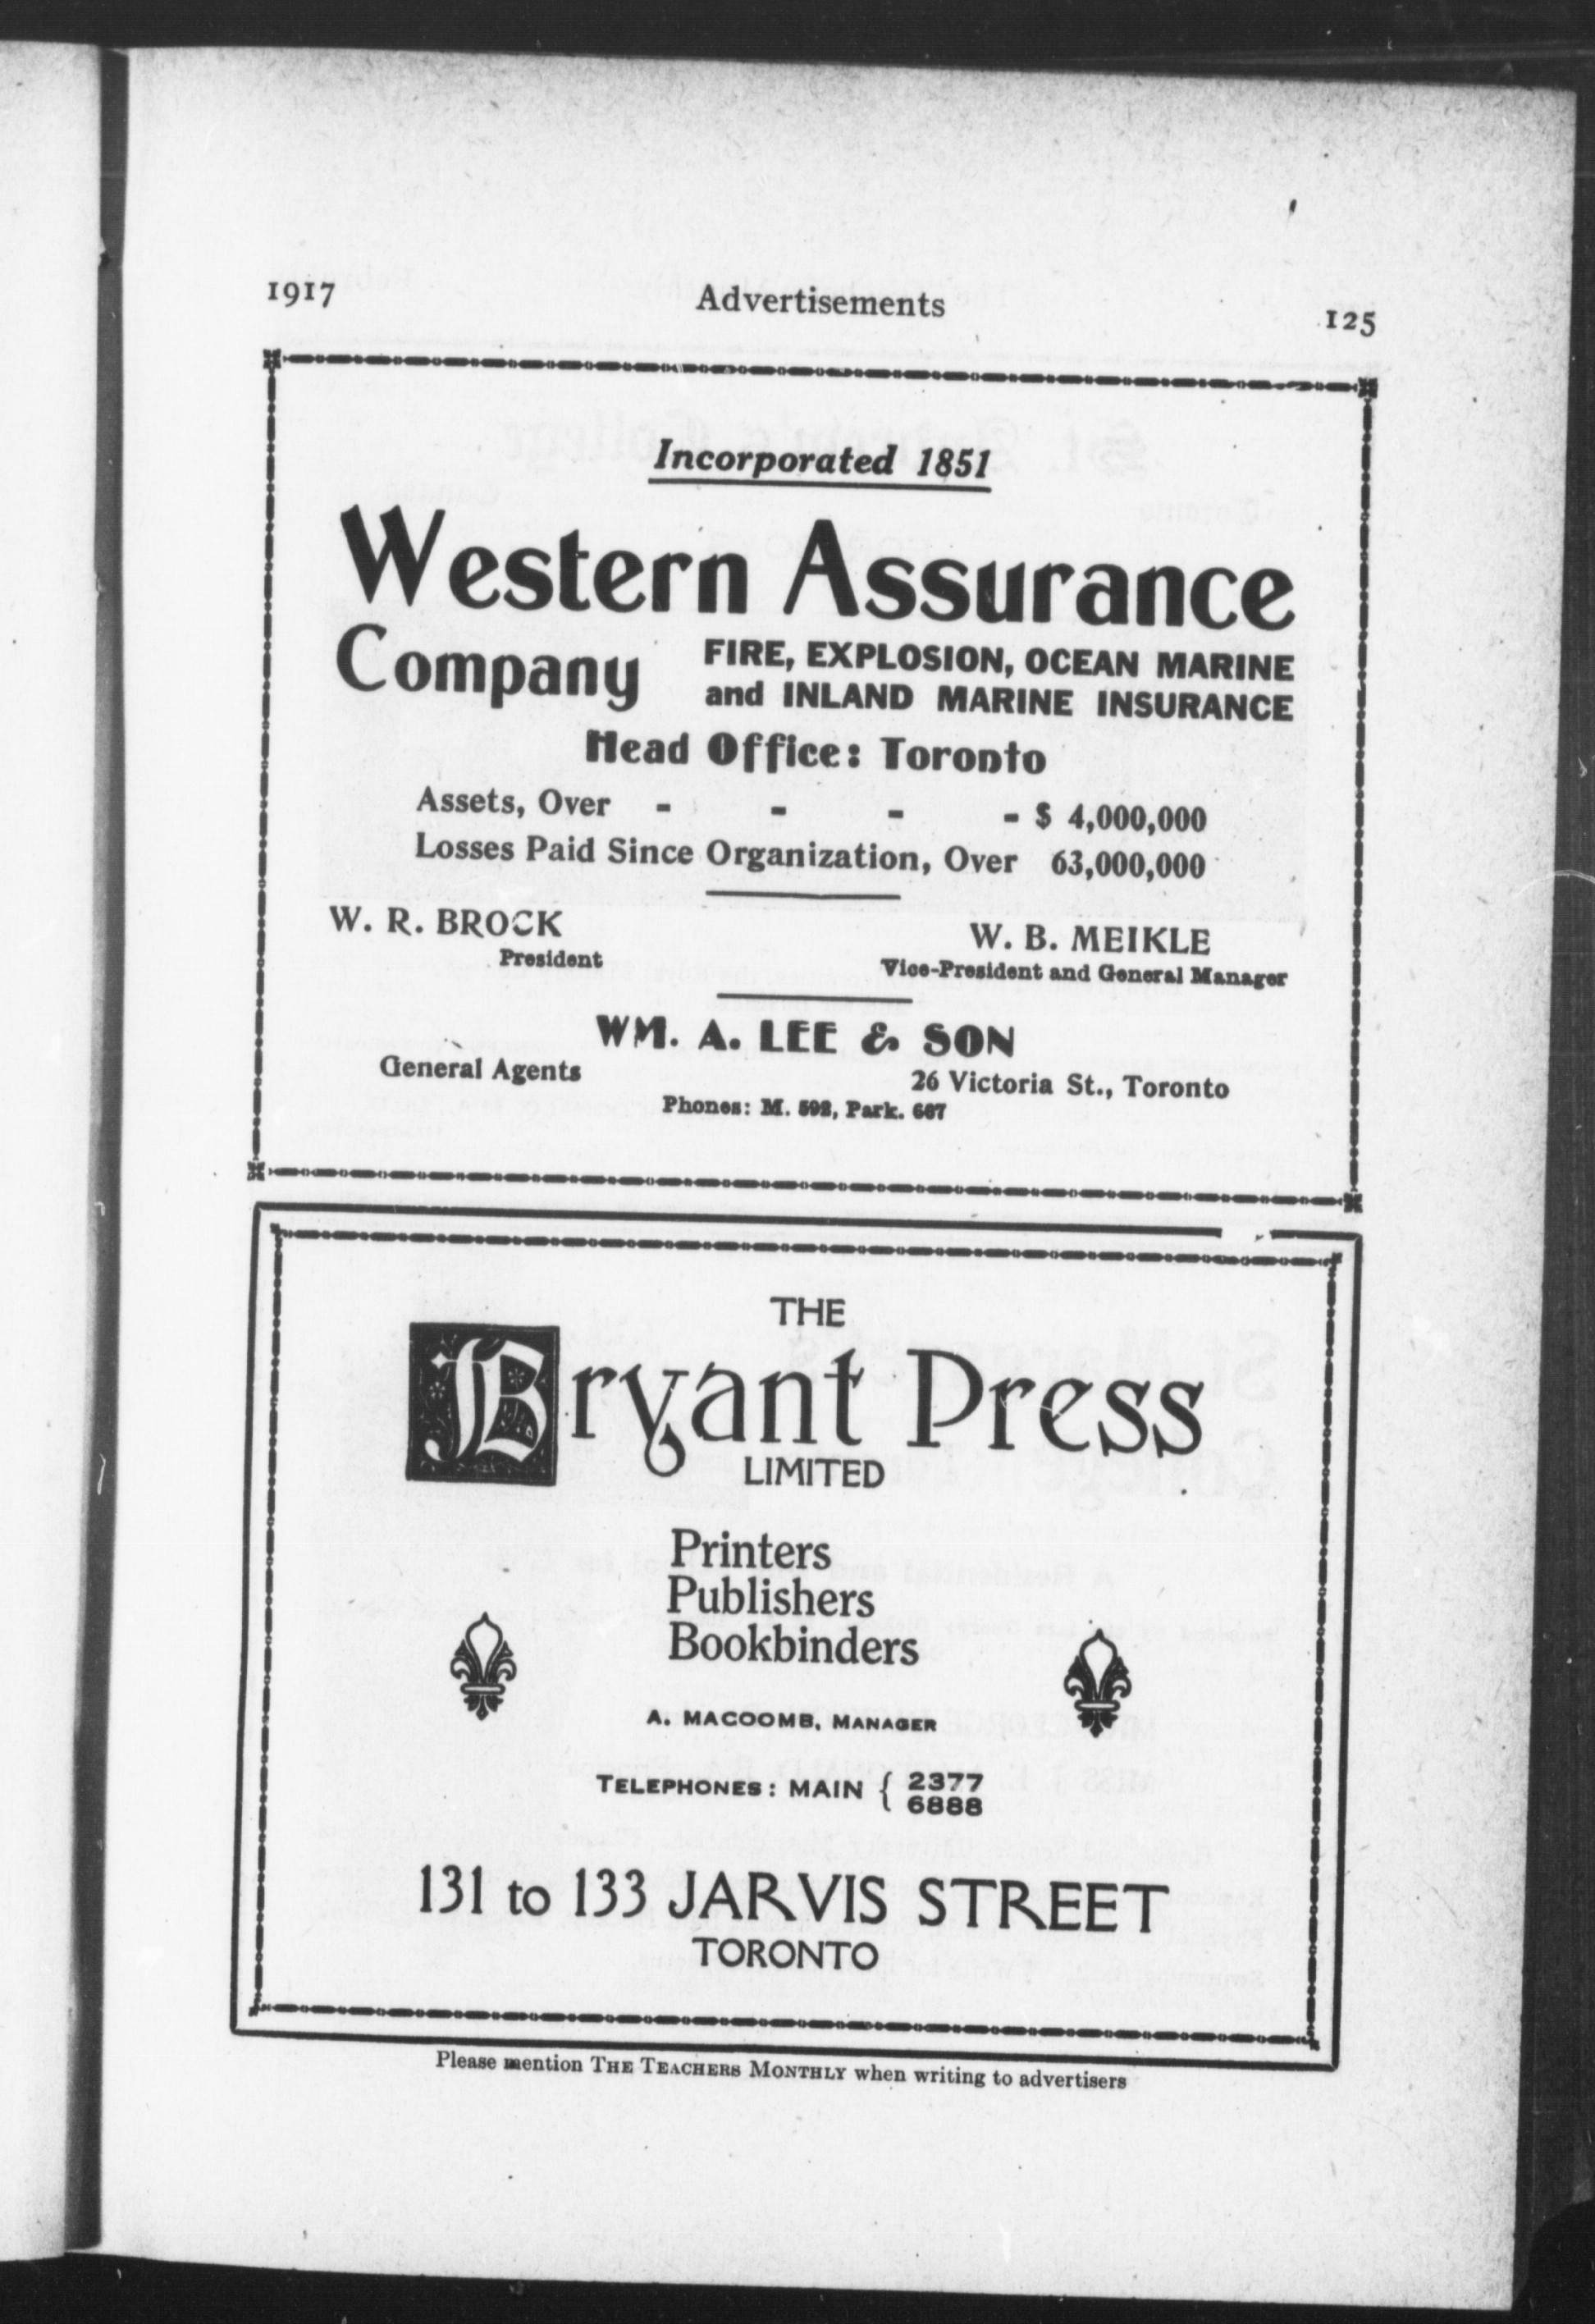 1917 Advertisements 125
Incorporated 1851
Western Assurance
Company FIRE, EXPLOSION, OCEAN MARINE
and INLAND MARINE INSURANCE
Head Office: Toronto
Assets, Over - - - - $ 4,000,000
Losses Paid Since Organization, Over 63,000,000
W. R. BROCK
President
W. B. MEIKLE
Vice-President and General Manager
WM. A. LEE & SON
General Agents
26 Victoria St., Toronto
Phones: M. 592, Park. 667
THE
Bryant Press
LIMITED
Printers
Publishers
Bookbinders
A. MACOOMB, MANAGER
TELEPHONES: MAIN { 2377
6888
131 to 133 JARVIS STREET
TORONTO
Please mention THE TEACHERS MONTHLY when writing to advertisers